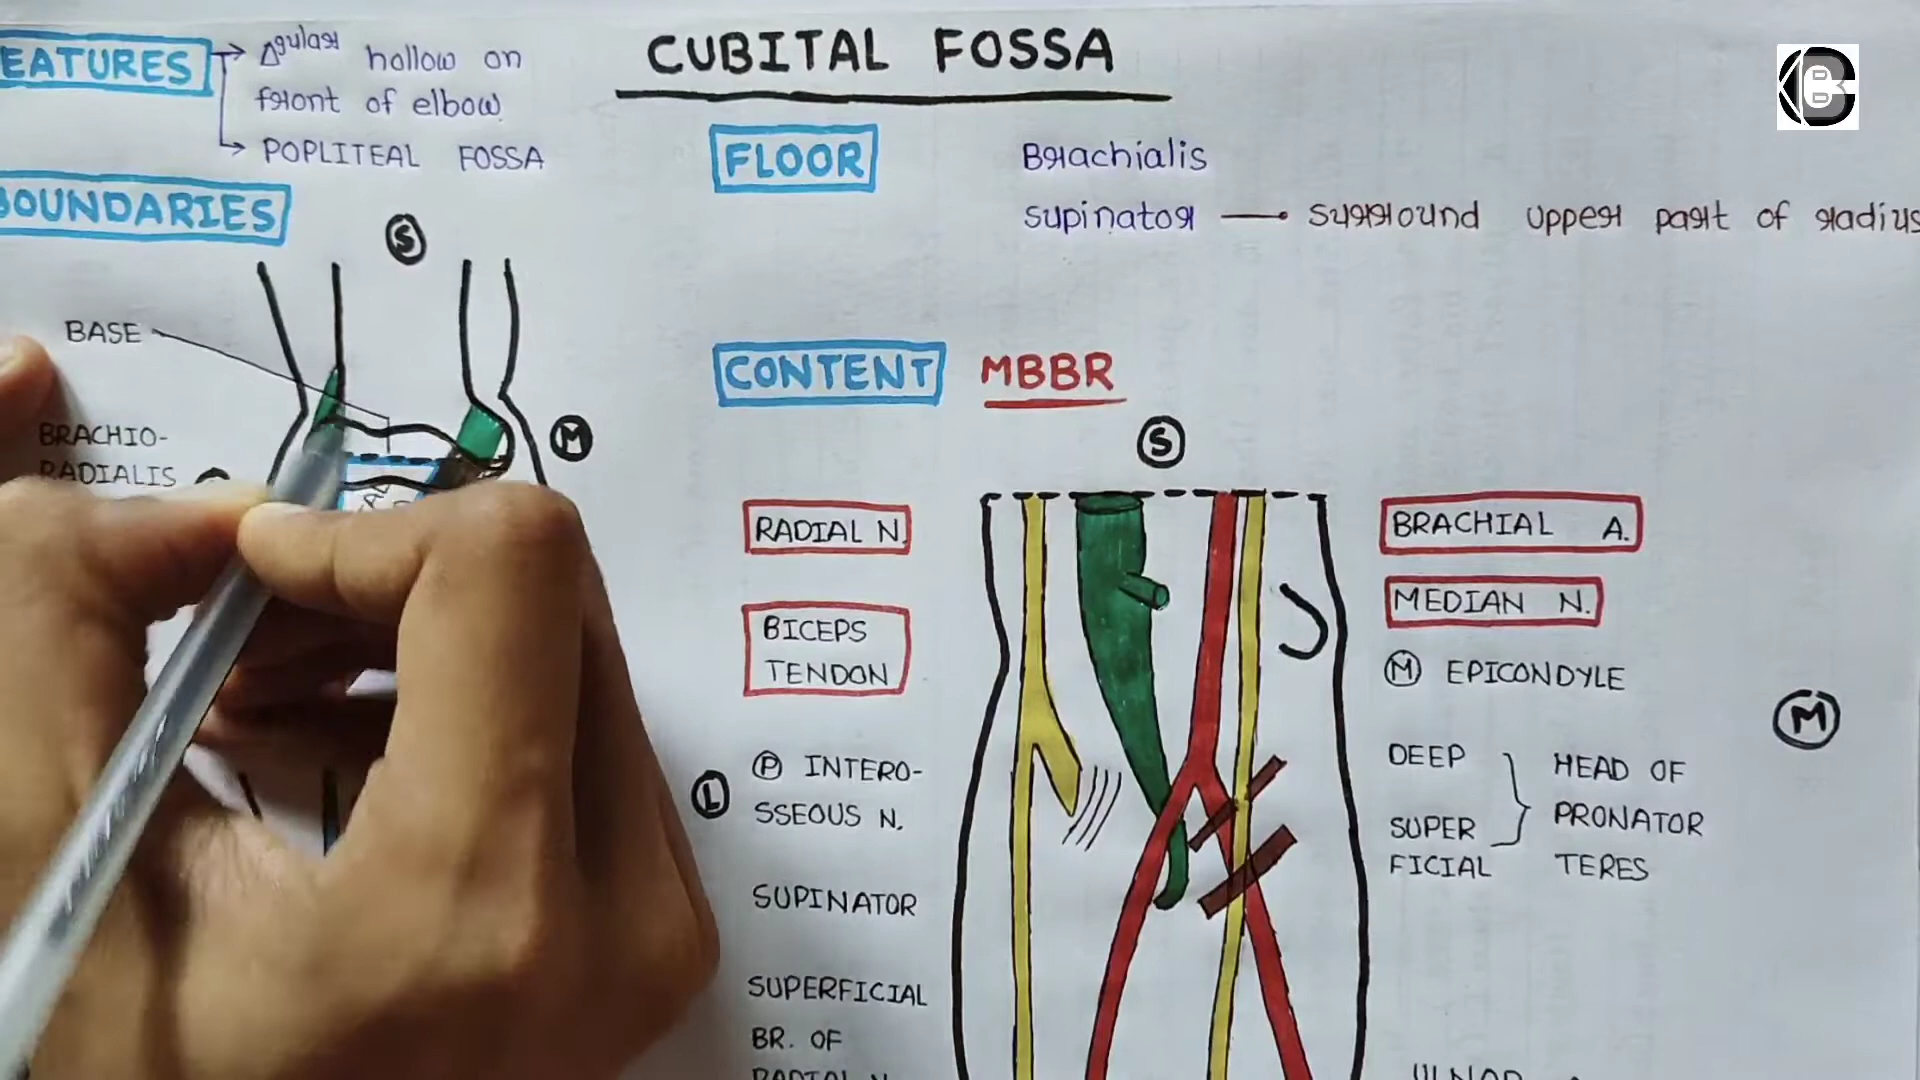 CUBITAL FOSSA
EATURES
Δgular hollow on
front of elbow
POPLITEAL FOSSA
BOUNDARIES
S
BASE
BRACHIO-
RADIALIS
M
FLOOR
Brachialis
supinator — surround upper part of radius
CONTENT MBBR
S
RADIAL N.
BICEPS
TENDON
L
P INTERO-
SSEOUS N.
SUPINATOR
SUPERFICIAL
BR. OF
RADIAL N.
BRACHIAL A.
MEDIAN N.
M EPICONDYLE
DEEP
SUPER
FICIAL
HEAD OF
PRONATOR
TERES
M
ULNAR